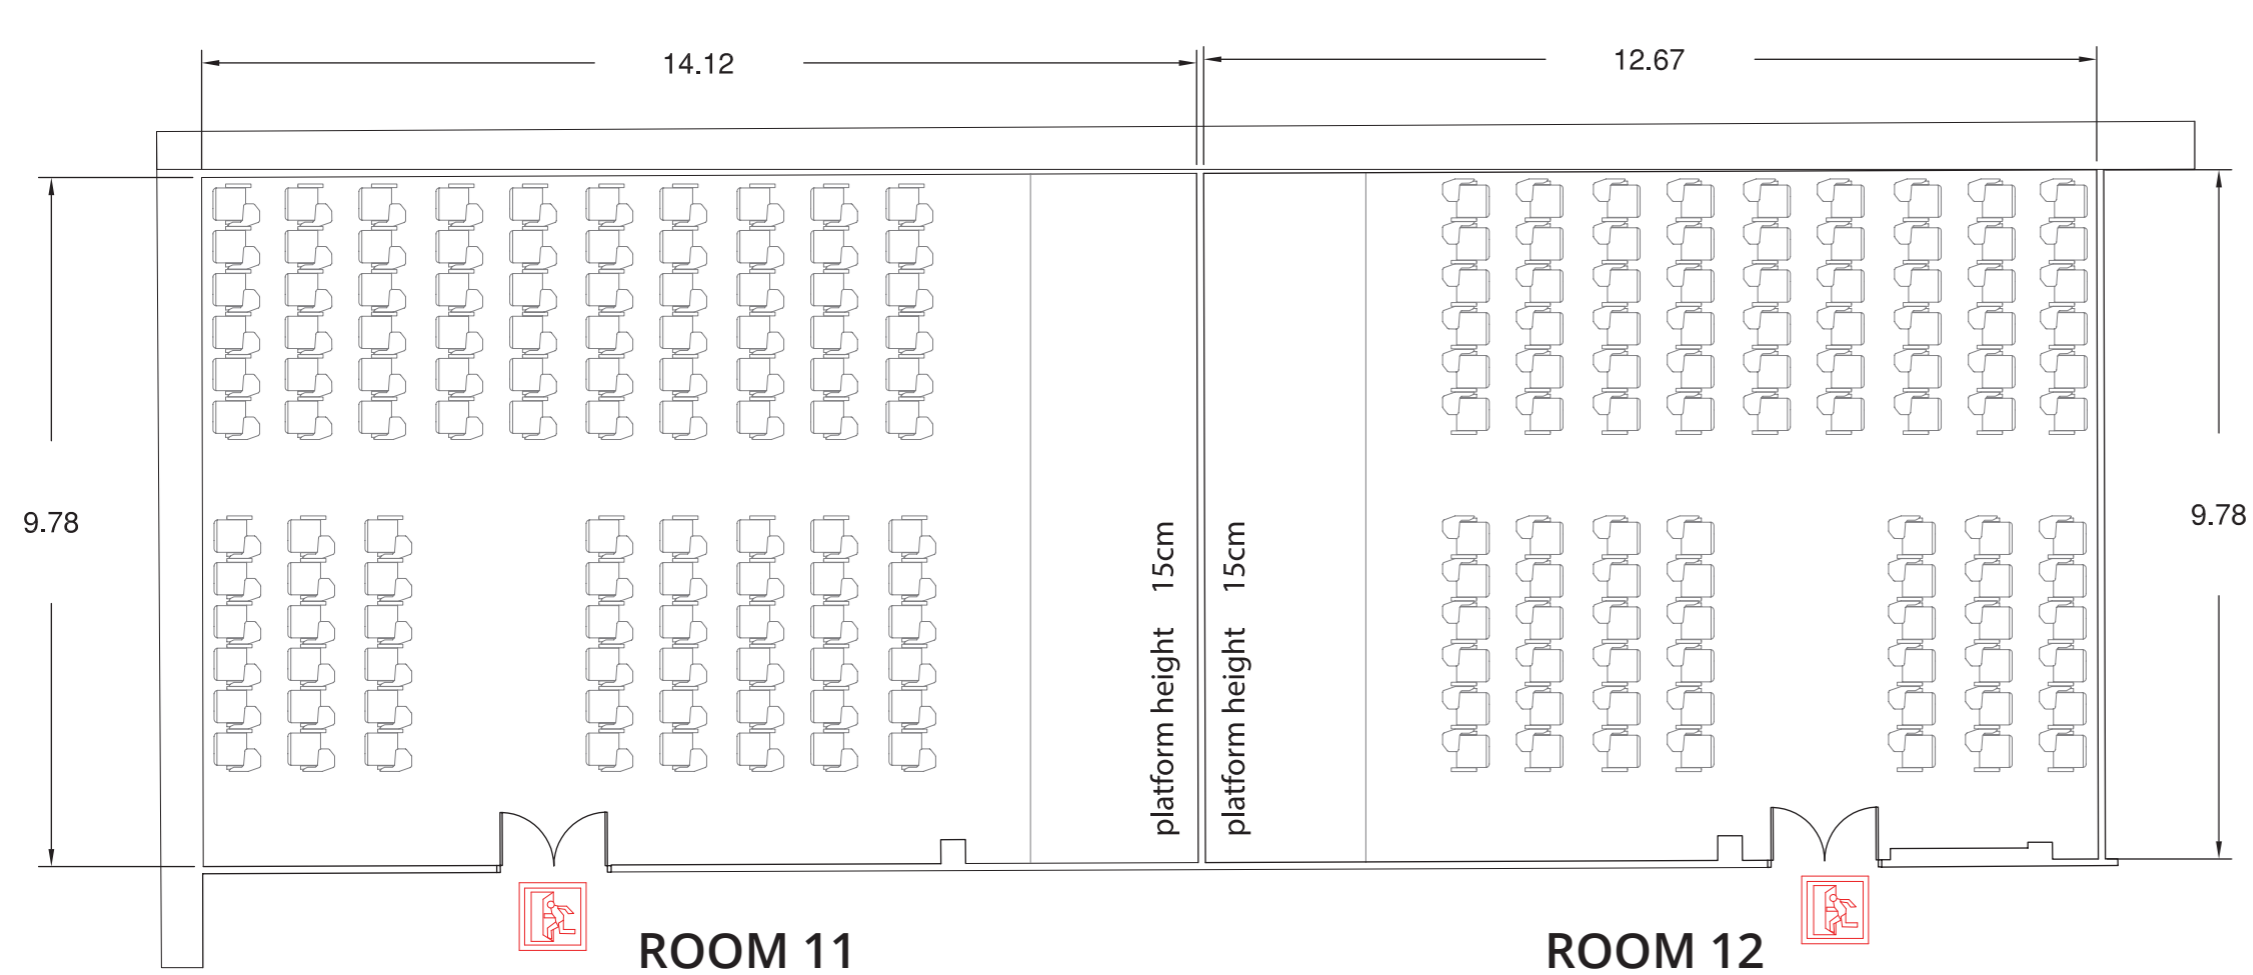 14.12
12.67
9.78
9.78
platform height 15cm
platform height 15cm
ROOM 11
ROOM 12